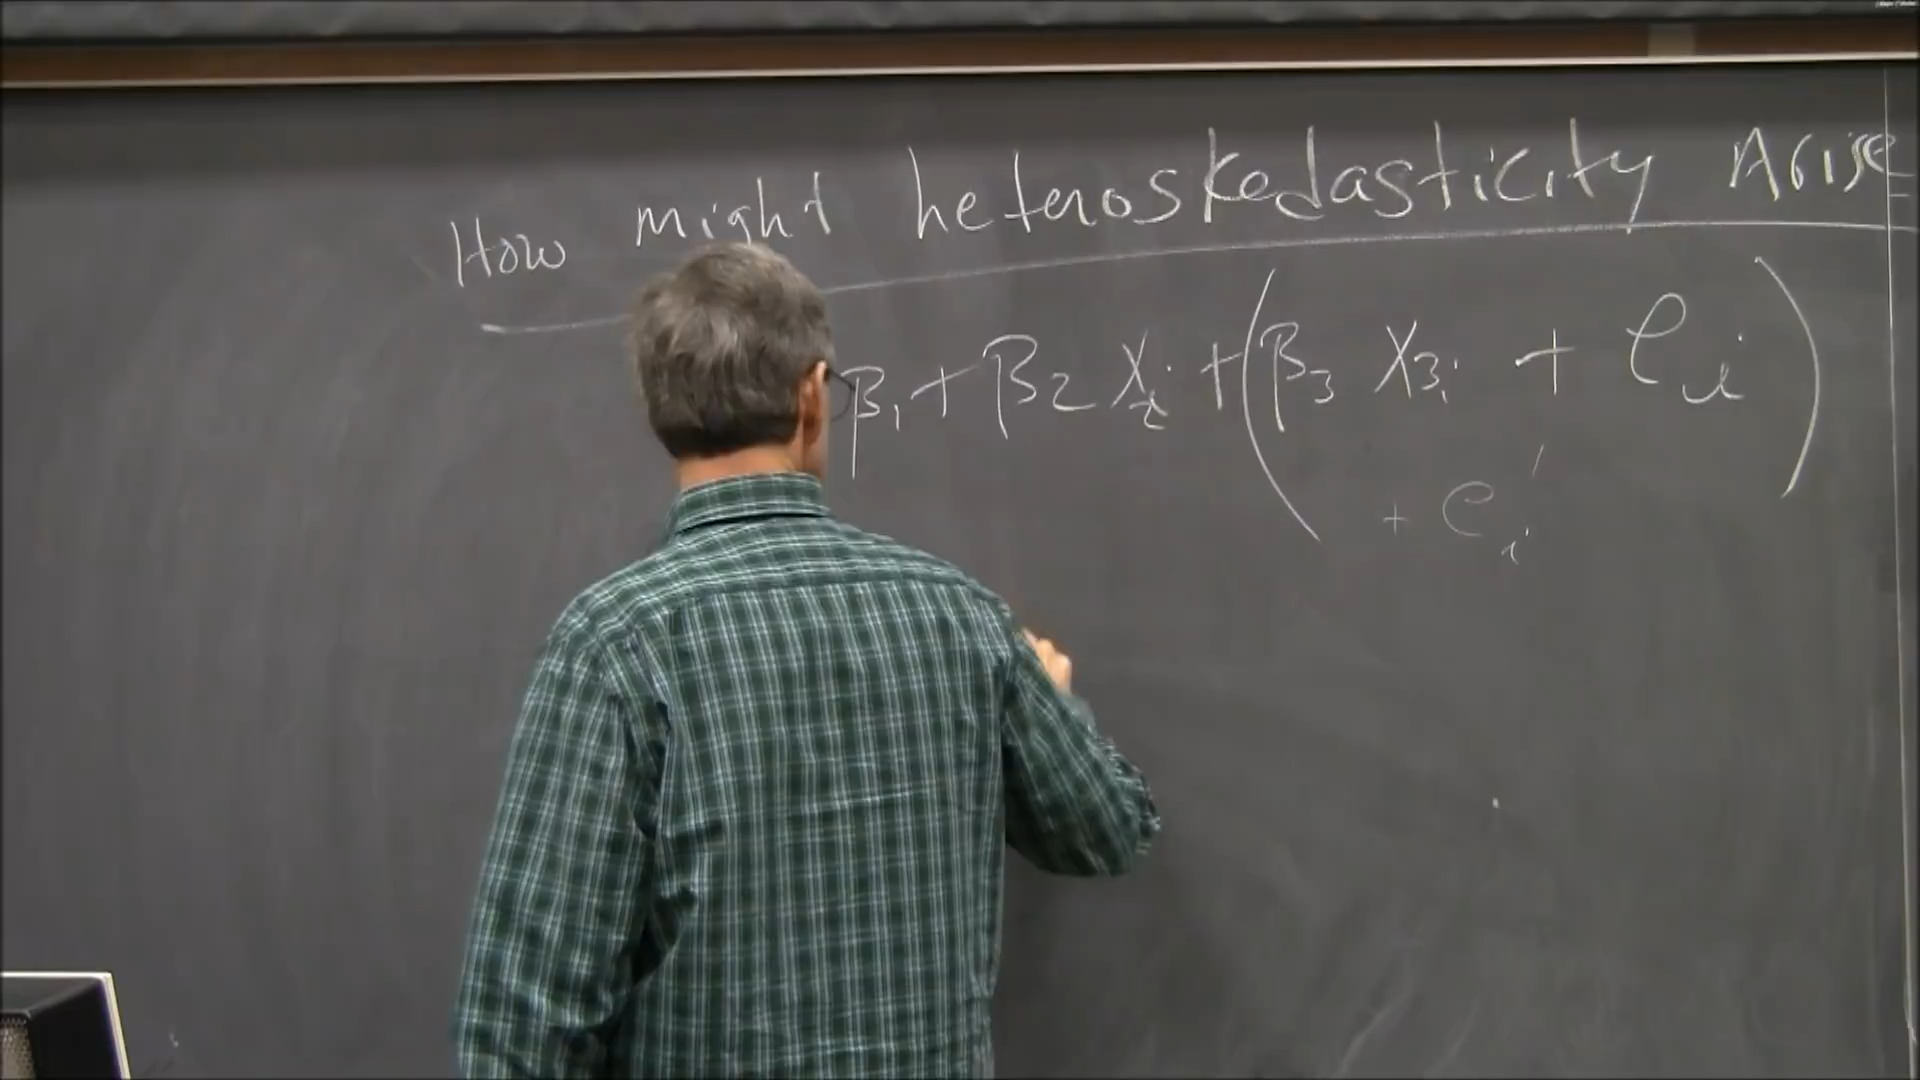 How might heteroskedasticity Arise
β₁ + β₂ X₂ᵢ + (β₃ X₃ᵢ + eᵢ)
+ eᵢ′